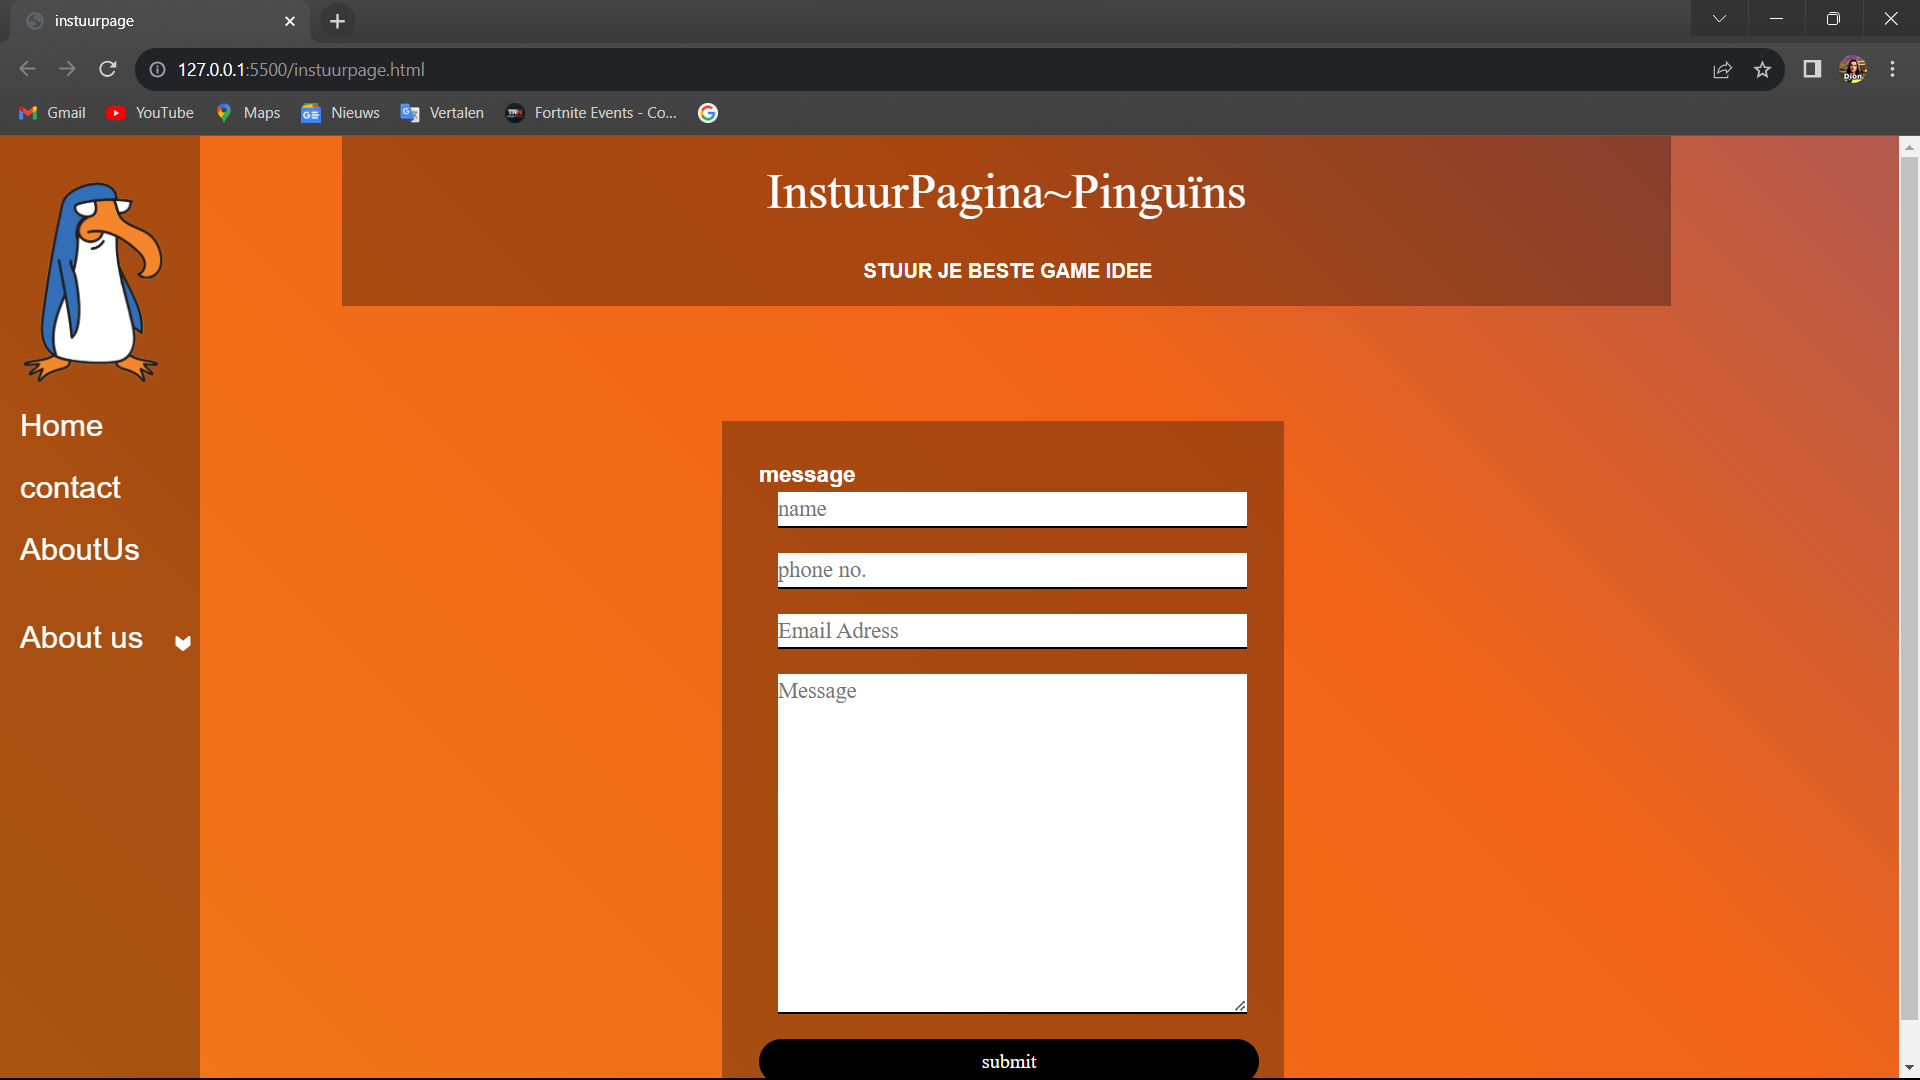 instuurpage
127.0.0.1:5500/instuurpage.html
Gmail YouTube Maps Nieuws Vertalen Fortnite Events - Co...
InstuurPagina~Pinguïns
STUUR JE BESTE GAME IDEE
Home
contact
AboutUs
About us
message
name
phone no.
Email Adress
Message
submit